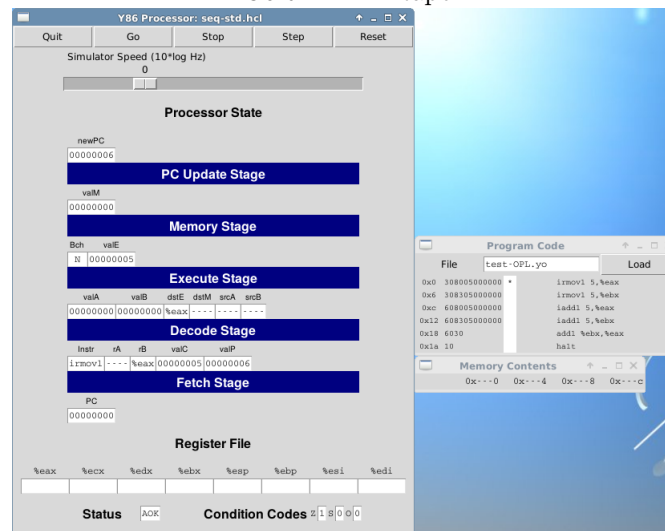 Y86 Processor: seq-std.hcl
Quit Go Stop Step Reset
Simulator Speed (10*log Hz)
0
Processor State
newPC
00000006
PC Update Stage
valM
00000000
Memory Stage
Bch valE
N 00000005
Execute Stage
valA valB dstE dstM srcA srcB
00000000 00000000 %eax ---- ---- ----
Decode Stage
Instr rA rB valC valP
irmovl ---- %eax 00000005 00000006
Fetch Stage
PC
00000000
Register File
%eax %ecx %edx %ebx %esp %ebp %esi %edi
Status AOK Condition Codes Z 1 S 0 O 0
Program Code
File test-OPL.yo Load
0x0 308005000000 * irmovl 5,%eax
0x6 308305000000 irmovl 5,%ebx
0xc 608005000000 iaddl 5,%eax
0x12 608305000000 iaddl 5,%ebx
0x18 6030 addl %ebx,%eax
0x1a 10 halt
Memory Contents
0x---0 0x---4 0x---8 0x---c